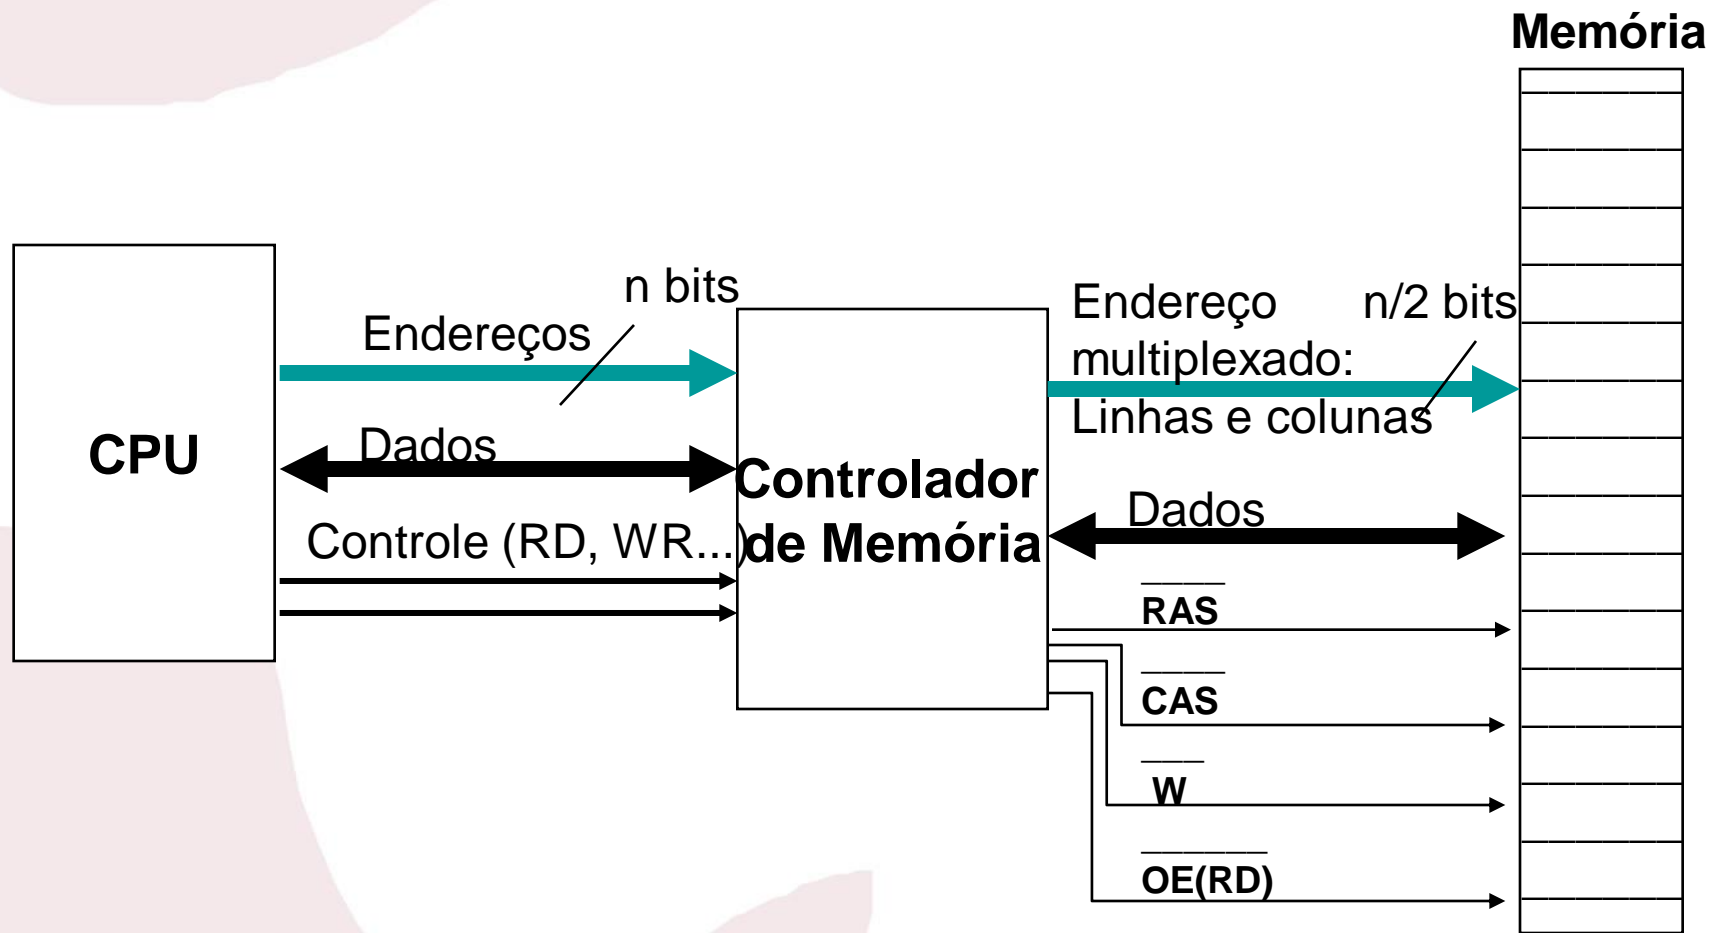 Memória
n bits
Endereços
Endereço
multiplexado:
Linhas e colunas
n/2 bits
CPU
Dados
Controle (RD, WR...)
Controlador
de Memória
Dados
RAS
CAS
W
OE(RD)